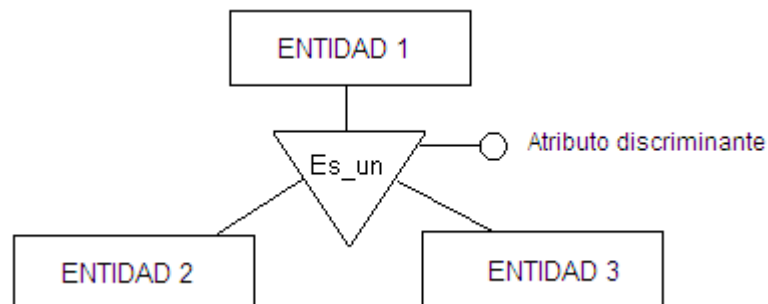 ENTIDAD 1
Atributo discriminante
Es_un
ENTIDAD 2
ENTIDAD 3